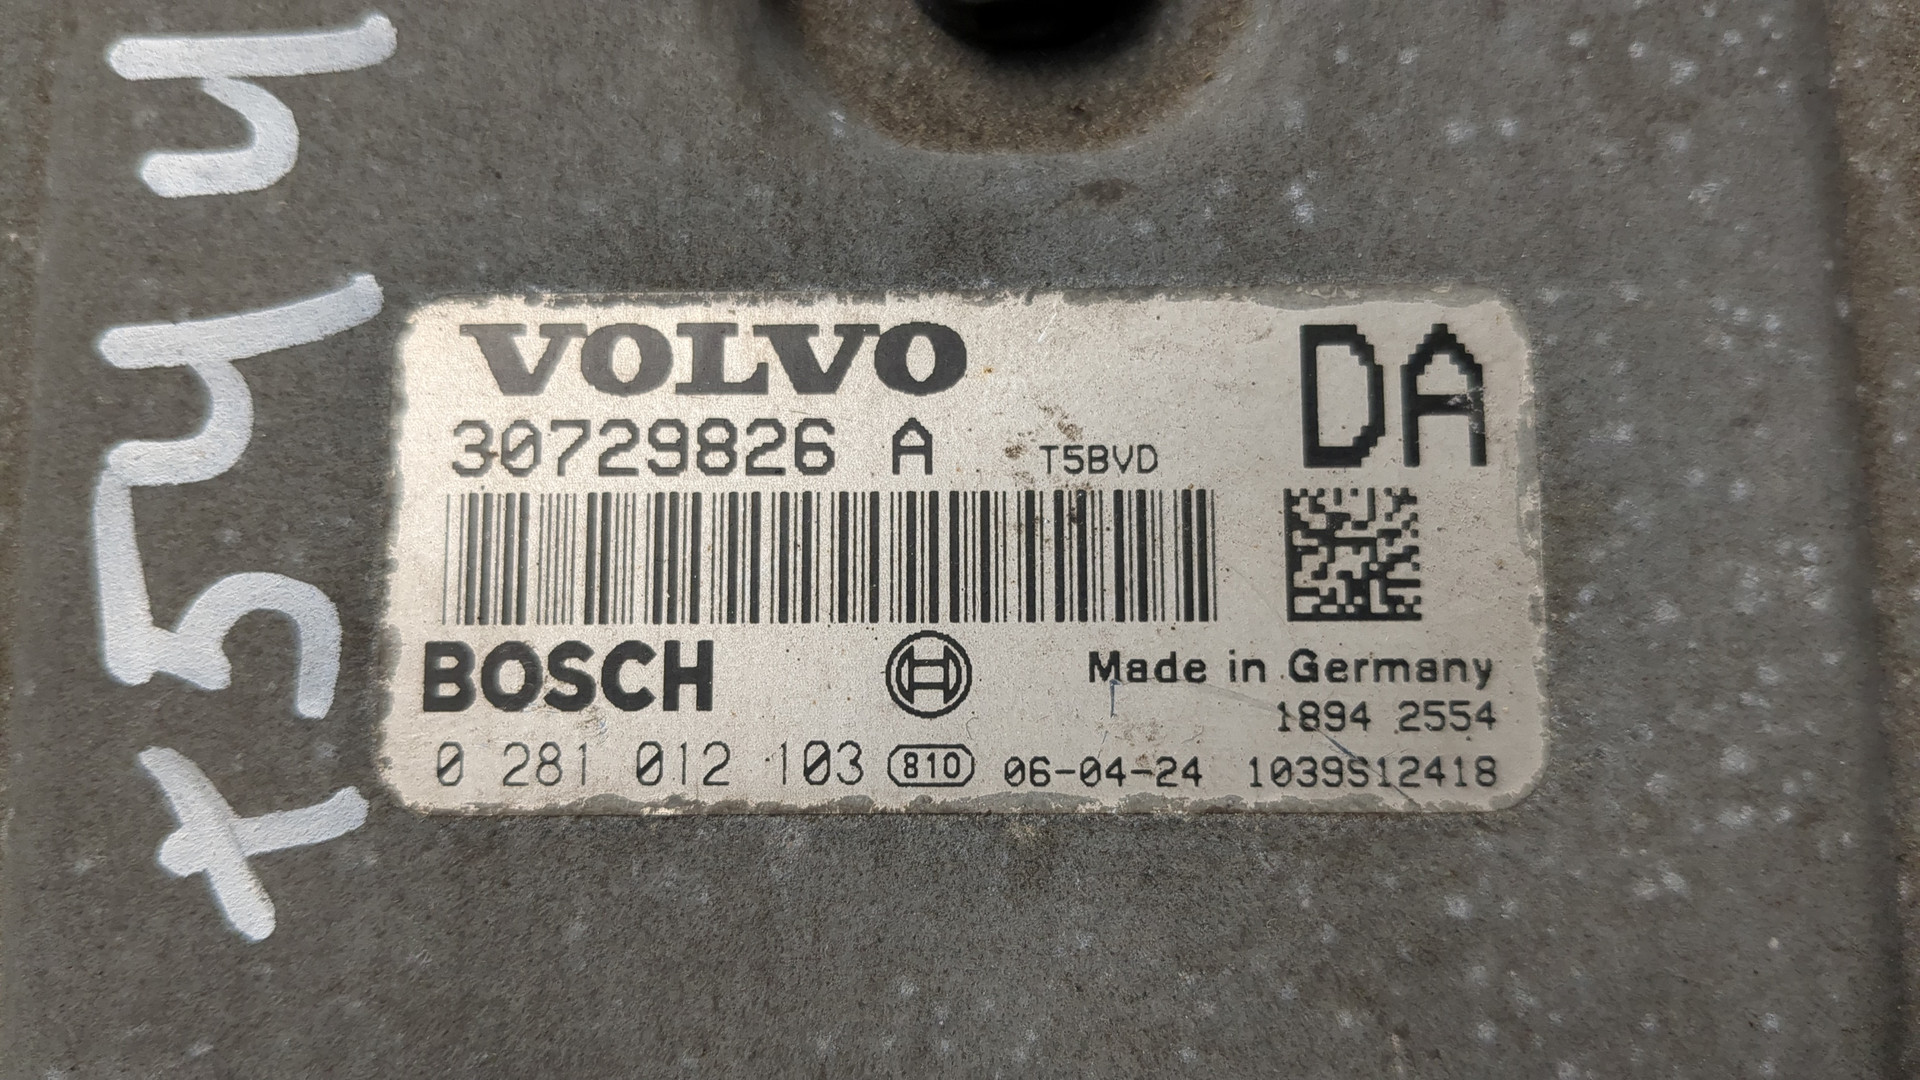 VOLVO
DA
30729826 A T5BVD
BOSCH
Made in Germany
1894 2554
0 281 012 103 810 06-04-24 1039S12418